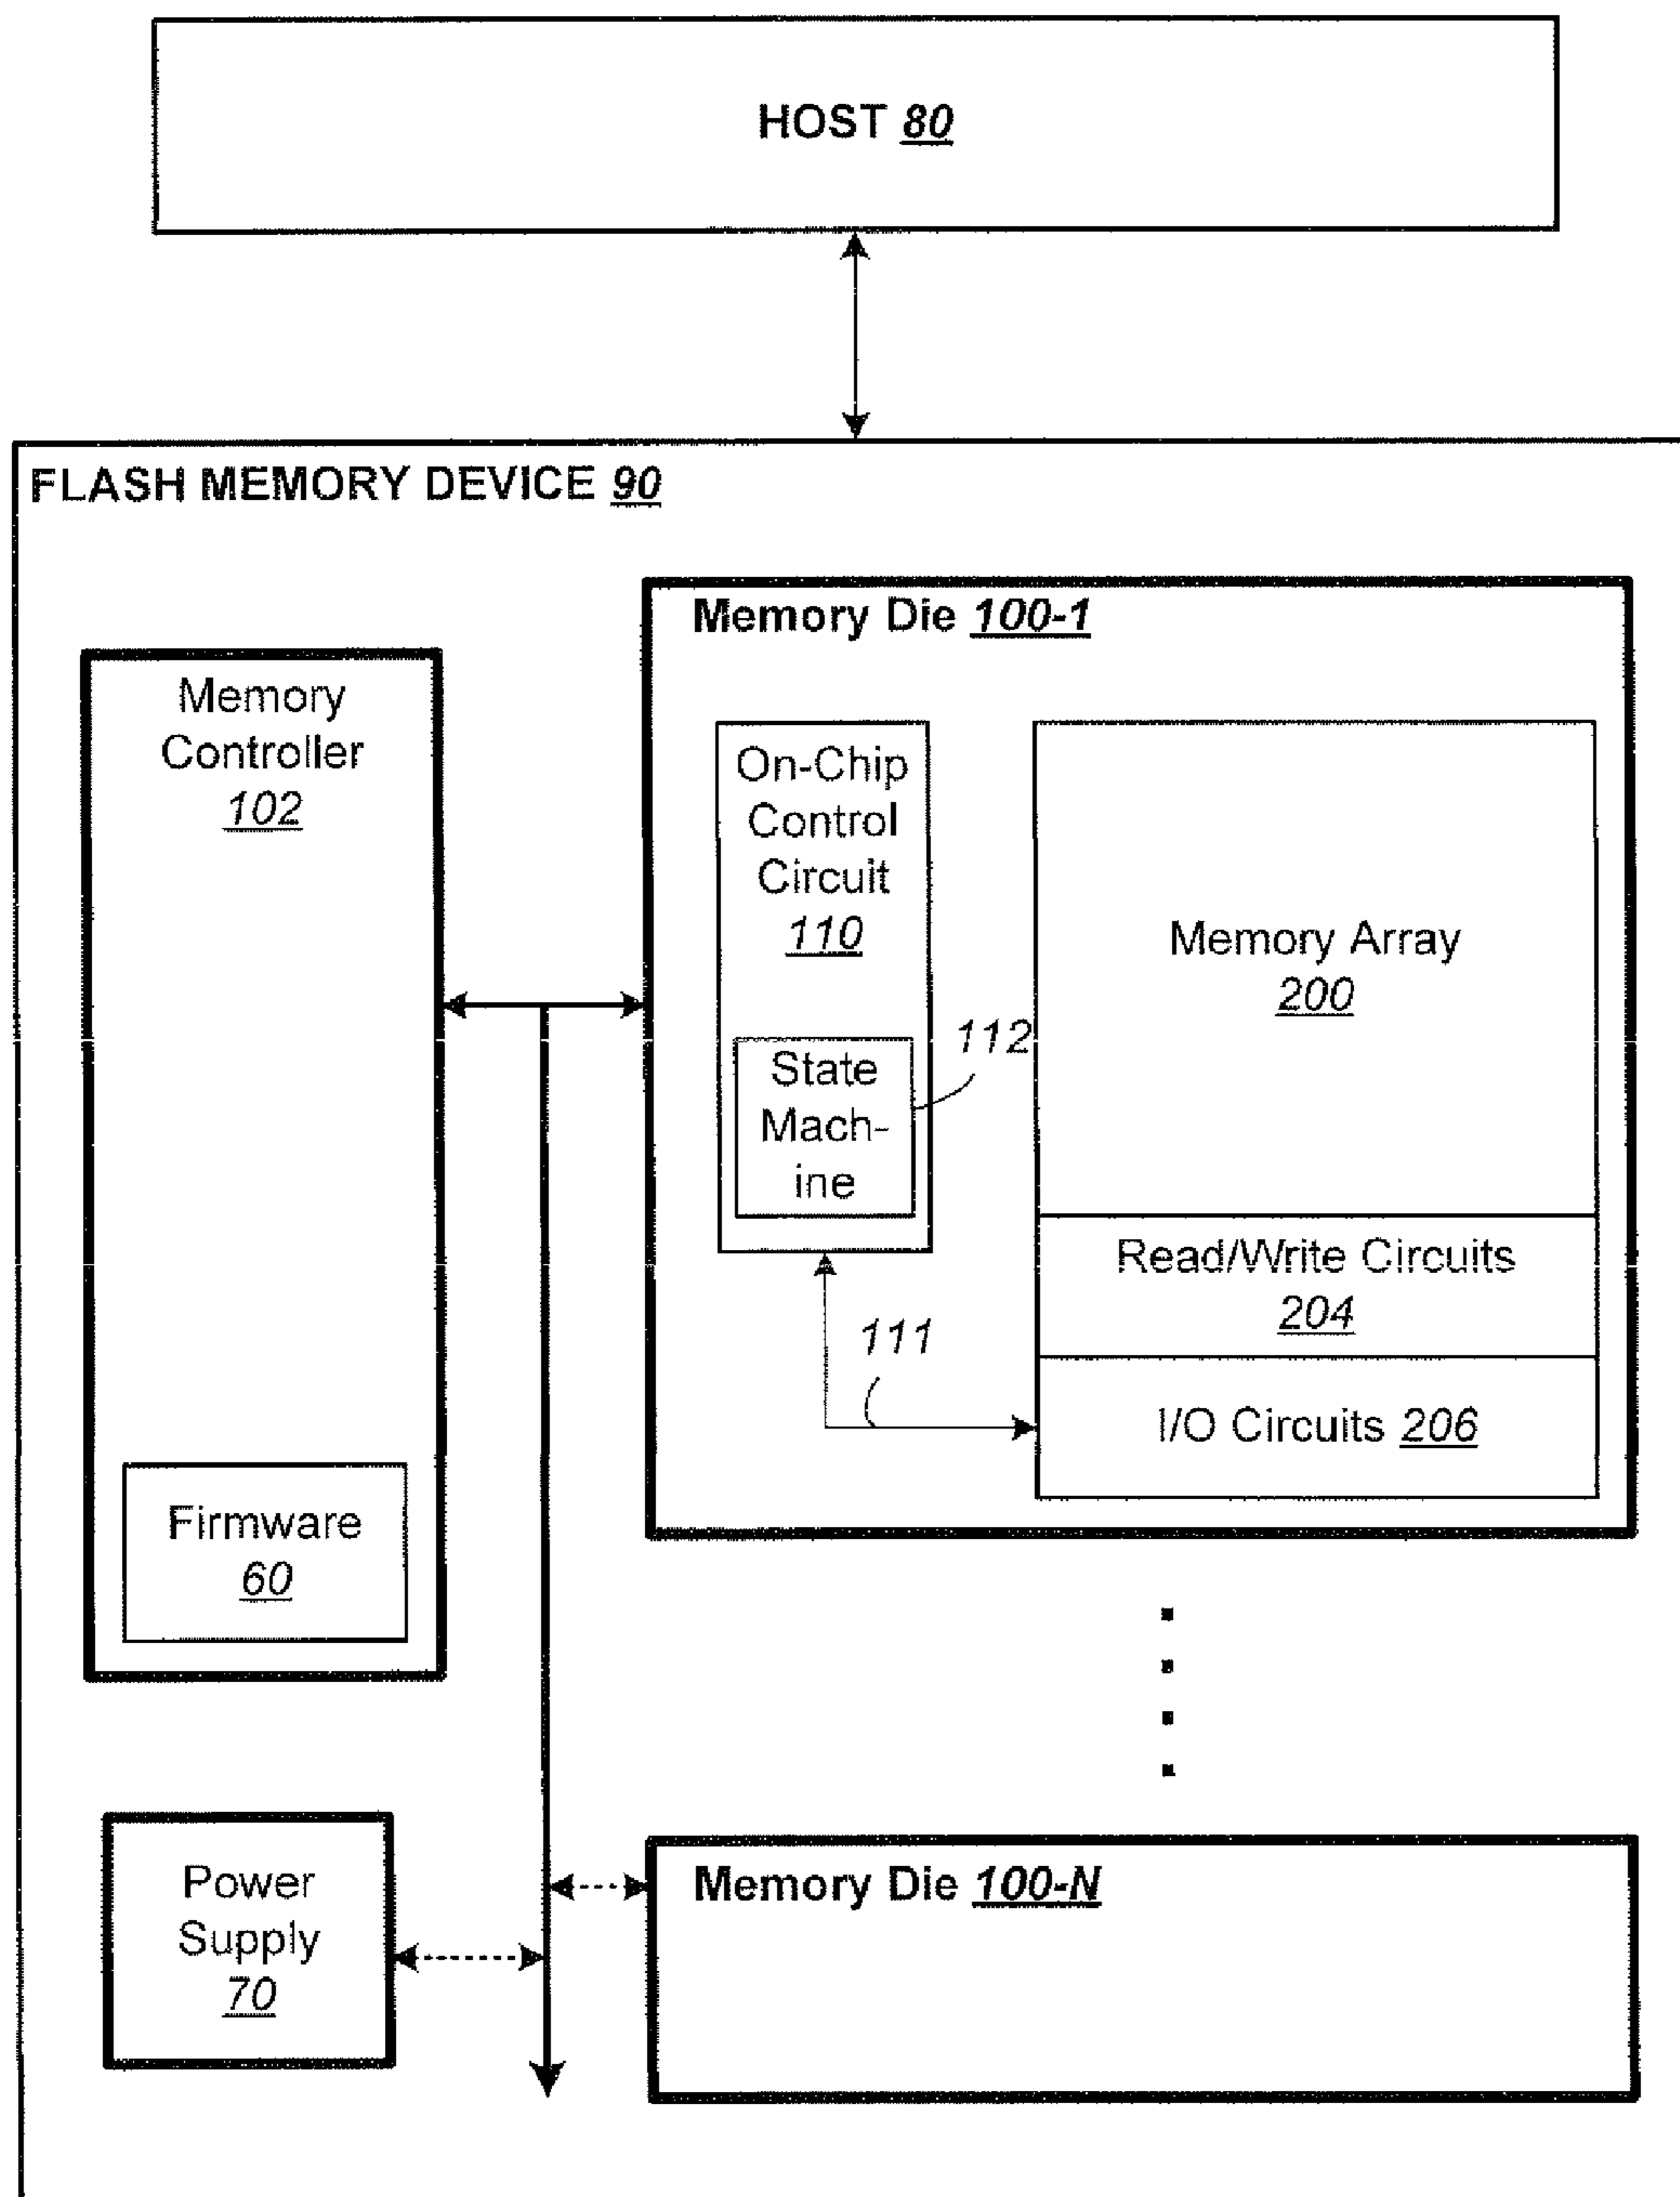 HOST 80
FLASH MEMORY DEVICE 90
Memory Die 100-1
Memory
Controller
102
On-Chip
Control
Circuit
110
Memory Array
200
112
State
Mach-
ine
Read/Write Circuits
204
111
I/O Circuits 206
Firmware
60
Power
Supply
70
Memory Die 100-N